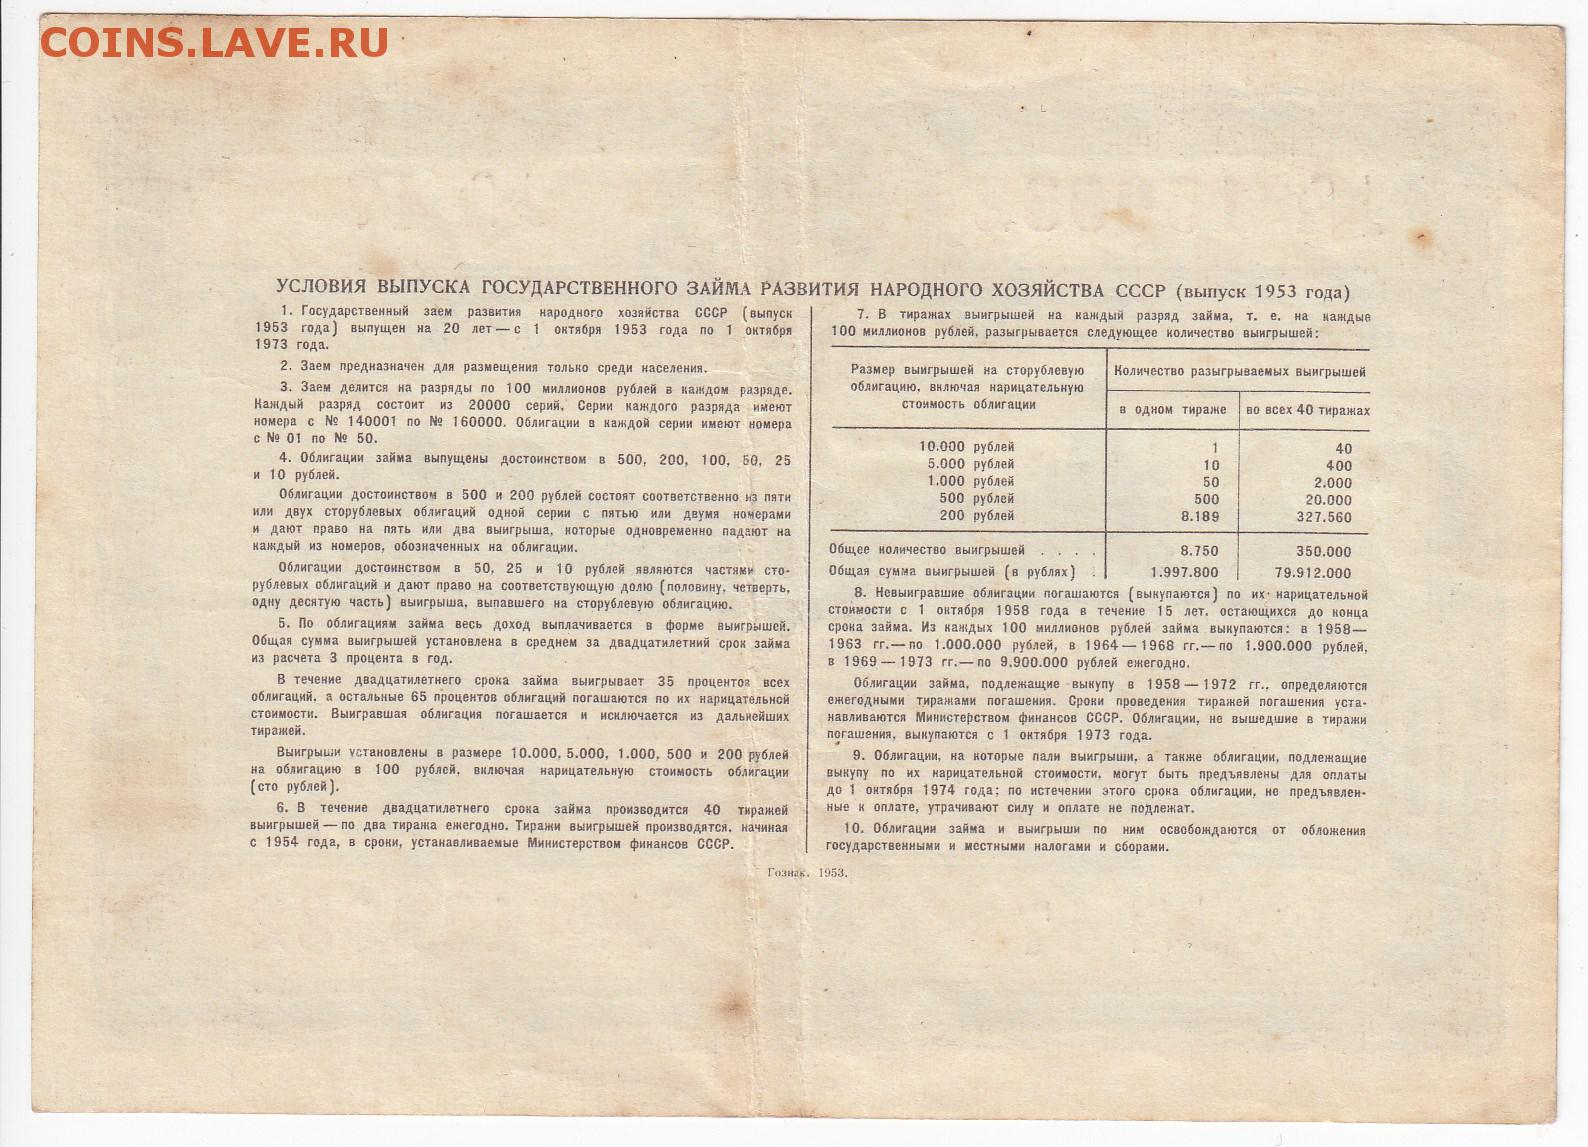 COINS.LAVE.RU
УСЛОВИЯ ВЫПУСКА ГОСУДАРСТВЕННОГО ЗАЙМА РАЗВИТИЯ НАРОДНОГО ХОЗЯЙСТВА СССР (выпуск 1953 года)
1. Государственный заем развития народного хозяйства СССР (выпуск
1953 года) выпущен на 20 лет — с 1 октября 1953 года по 1 октября
1973 года.
2. Заем предназначен для размещения только среди населения.
3. Заем делится на разряды по 100 миллионов рублей в каждом разряде.
Каждый разряд состоит из 20000 серий. Серии каждого разряда имеют
номера с № 140001 по № 160000. Облигации в каждой серии имеют номера
с № 01 по № 50.
4. Облигации займа выпущены достоинством в 500, 200, 100, 50, 25
и 10 рублей.
Облигации достоинством в 500 и 200 рублей состоят соответственно из пяти
или двух сторублевых облигаций одной серии с пятью или двумя номерами
и дают право на пять или два выигрыша, которые одновременно падают на
каждый из номеров, обозначенных на облигации.
Облигации достоинством в 50, 25 и 10 рублей являются частями сто-
рублевых облигаций и дают право на соответствующую долю (половину, четверть,
одну десятую часть) выигрыша, выпавшего на сторублевую облигацию.
5. По облигациям займа весь доход выплачивается в форме выигрышей.
Общая сумма выигрышей установлена в среднем за двадцатилетний срок займа
из расчета 3 процента в год.
В течение двадцатилетнего срока займа выигрывает 35 процентов всех
облигаций, а остальные 65 процентов облигаций погашаются по их нарицательной
стоимости. Выигравшая облигация погашается и исключается из дальнейших
тиражей.
Выигрыши установлены в размере 10.000, 5.000, 1.000, 500 и 200 рублей
на облигацию в 100 рублей, включая нарицательную стоимость облигации
(сто рублей).
6. В течение двадцатилетнего срока займа производится 40 тиражей
выигрышей — по два тиража ежегодно. Тиражи выигрышей производятся, начиная
с 1954 года, в сроки, устанавливаемые Министерством финансов СССР.
7. В тиражах выигрышей на каждый разряд займа, т. е. на каждые
100 миллионов рублей, разыгрывается следующее количество выигрышей:
Размер выигрышей на сторублевую
облигацию, включая нарицательную
стоимость облигации
Количество разыгрываемых выигрышей
в одном тираже во всех 40 тиражах
10.000 рублей 1 40
5.000 рублей 10 400
1.000 рублей 50 2.000
500 рублей 500 20.000
200 рублей 8.189 327.560
Общее количество выигрышей . . . . 8.750 350.000
Общая сумма выигрышей (в рублях) . 1.997.800 79.912.000
8. Невыигравшие облигации погашаются (выкупаются) по их нарицательной
стоимости с 1 октября 1958 года в течение 15 лет, остающихся до конца
срока займа. Из каждых 100 миллионов рублей займа выкупаются: в 1958—
1963 гг. — по 1.000.000 рублей, в 1964 — 1968 гг. — по 1.900.000 рублей,
в 1969 — 1973 гг. — по 9.900.000 рублей ежегодно.
Облигации займа, подлежащие выкупу в 1958 — 1972 гг., определяются
ежегодными тиражами погашения. Сроки проведения тиражей погашения уста-
навливаются Министерством финансов СССР. Облигации, не вышедшие в тиражи
погашения, выкупаются с 1 октября 1973 года.
9. Облигации, на которые пали выигрыши, а также облигации, подлежащие
выкупу по их нарицательной стоимости, могут быть предъявлены для оплаты
до 1 октября 1974 года; по истечении этого срока облигации, не предъявлен-
ные к оплате, утрачивают силу и оплате не подлежат.
10. Облигации займа и выигрыши по ним освобождаются от обложения
государственными и местными налогами и сборами.
Гознак. 1953.